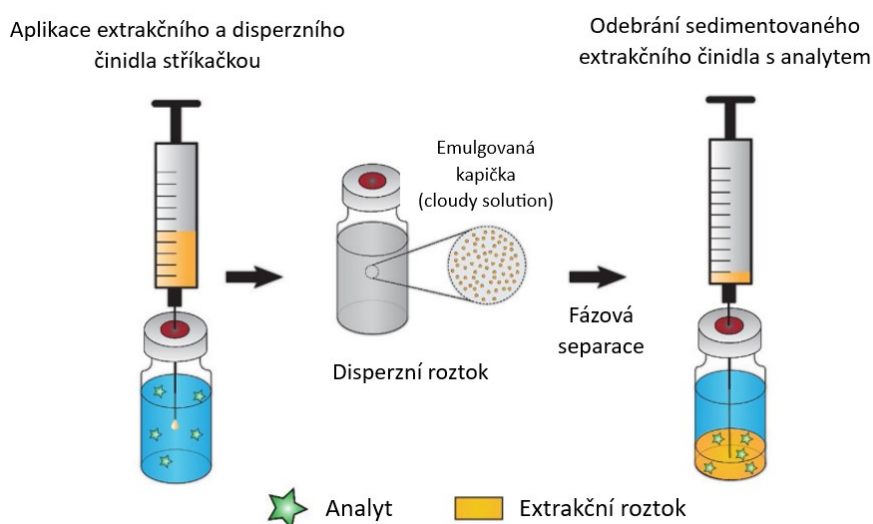 Aplikace extrakčního a disperzního
činidla stříkačkou
Odebrání sedimentovaného
extrakčního činidla s analytem
Emulgovaná
kapička
(cloudy solution)
Fázová
separace
Disperzní roztok
Analyt
Extrakční roztok